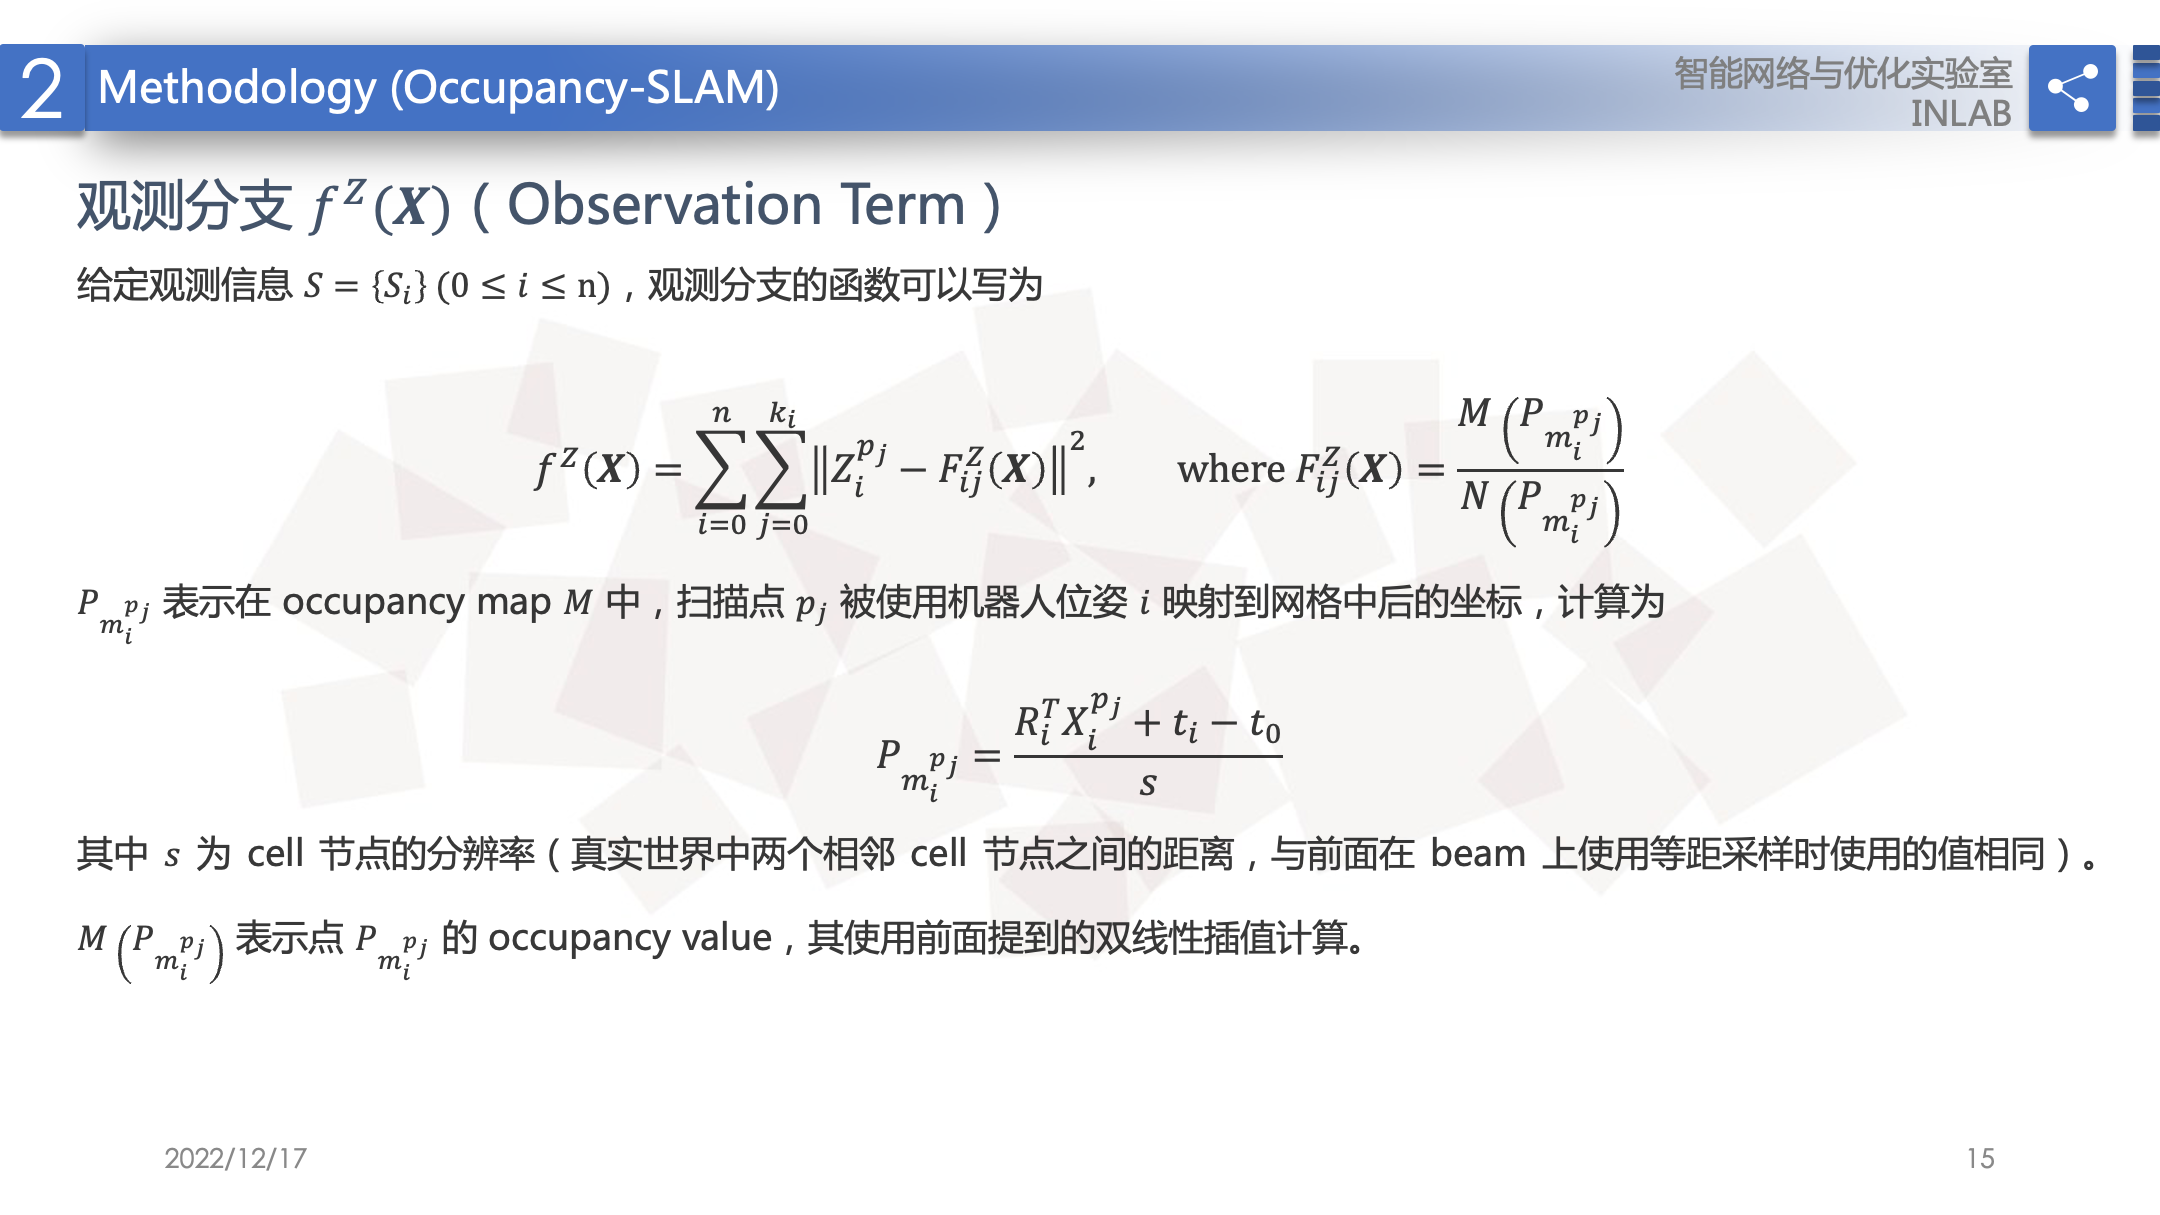 2
Methodology (Occupancy-SLAM)
智能网络与优化实验室
INLAB
观测分支 $f^Z(\boldsymbol{X})$（Observation Term）
给定观测信息 $S = \{S_i\}\,(0 \le i \le \mathrm{n})$，观测分支的函数可以写为
$f^Z(\boldsymbol{X}) = \sum_{i=0}^{n} \sum_{j=0}^{k_i} \left\| Z_i^{p_j} - F_{ij}^Z(\boldsymbol{X}) \right\|^2, \quad \text{where } F_{ij}^Z(\boldsymbol{X}) = \frac{M\left(P_{m_i^{p_j}}\right)}{N\left(P_{m_i^{p_j}}\right)}$
$P_{m_i^{p_j}}$ 表示在 occupancy map $M$ 中，扫描点 $p_j$ 被使用机器人位姿 $i$ 映射到网格中后的坐标，计算为
$P_{m_i^{p_j}} = \frac{R_i^T X_i^{p_j} + t_i - t_0}{s}$
其中 $s$ 为 cell 节点的分辨率（真实世界中两个相邻 cell 节点之间的距离，与前面在 beam 上使用等距采样时使用的值相同）。
$M\left(P_{m_i^{p_j}}\right)$ 表示点 $P_{m_i^{p_j}}$ 的 occupancy value，其使用前面提到的双线性插值计算。
2022/12/17
15